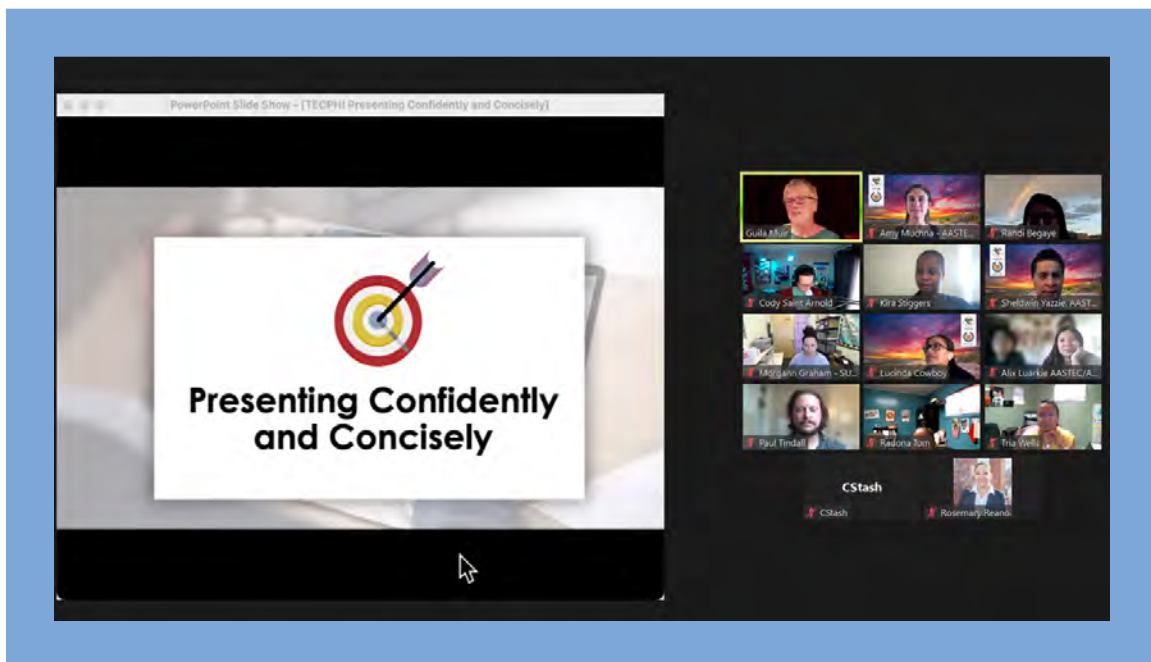 PowerPoint Slide Show - [TECPHI Presenting Confidently and Concisely]
Presenting Confidently
and Concisely
Guila Muir
Amy Muchna - AASTE...
Randi Begaye
Cody Saint Arnold
Kira Stiggers
Sheldwin Yazzie, AAST...
Morgann Graham - SU...
Lucinda Cowboy
Alix Luarkie AASTEC/A...
Paul Tindall
Radona Tom
Tria Wells
CStash
CStash
Rosemary Reano